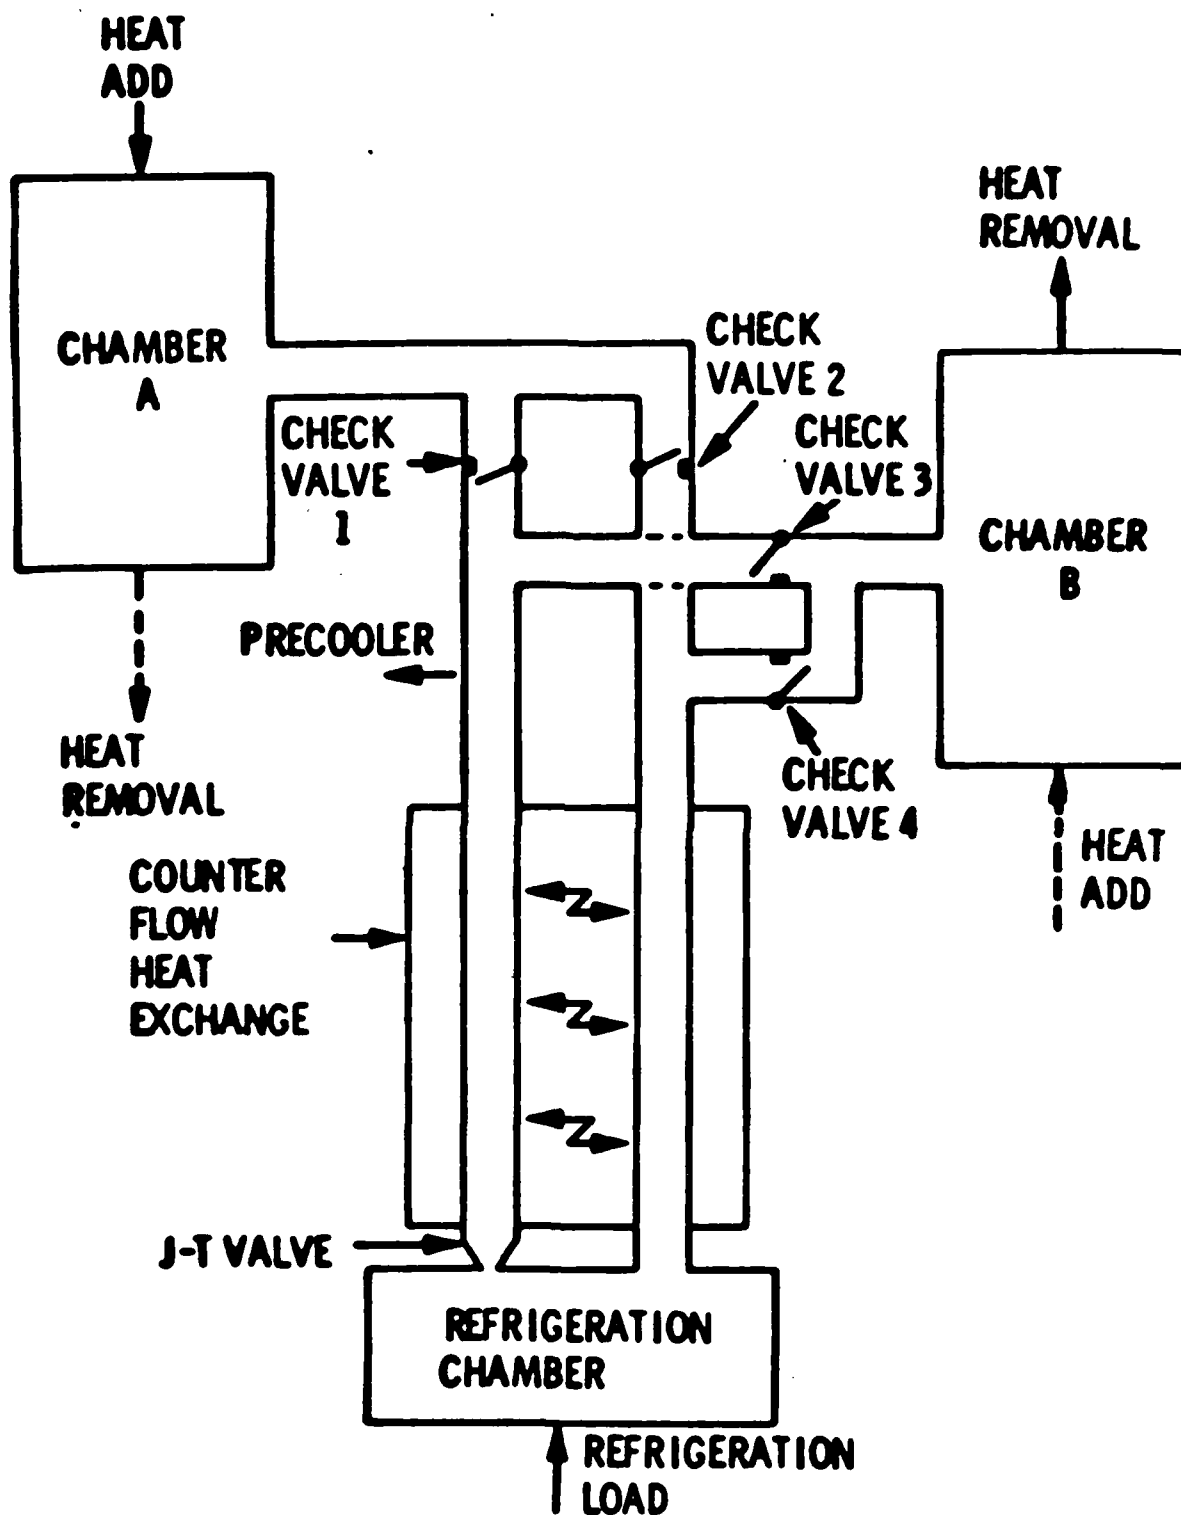 HEAT
ADD
HEAT
REMOVAL
CHAMBER
A
CHECK
VALVE 2
CHECK
VALVE
1
CHECK
VALVE 3
CHAMBER
B
PRECOOLER
HEAT
REMOVAL
CHECK
VALVE 4
HEAT
ADD
COUNTER
FLOW
HEAT
EXCHANGE
J-T VALVE
REFRIGERATION
CHAMBER
REFRIGERATION
LOAD